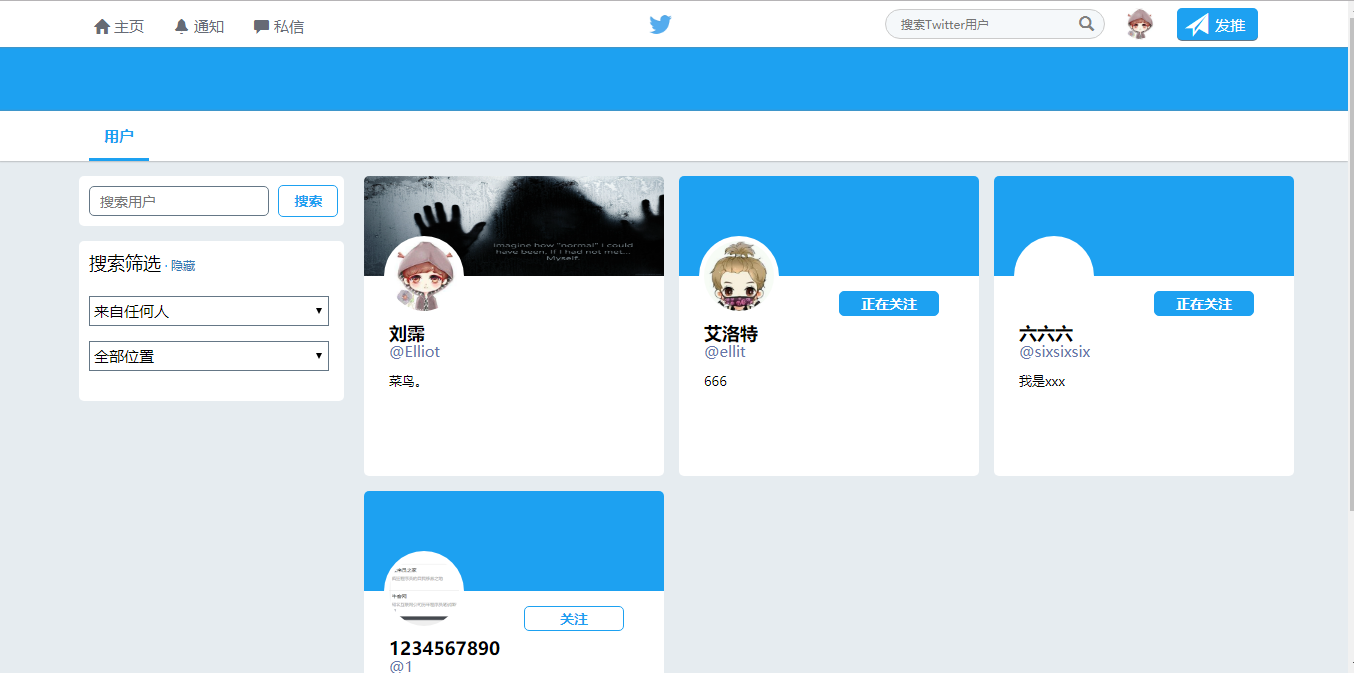 主页 通知 私信 搜索Twitter用户 发推
用户
搜索用户 搜索
搜索筛选 · 隐藏
来自任何人
全部位置
Imagine how "normal" I could
have been, If I had not met...
Myself.
刘霈
@Elliot
菜鸟。
正在关注
艾洛特
@ellit
666
正在关注
六六六
@sixsixsix
我是xxx
关注
1234567890
@1